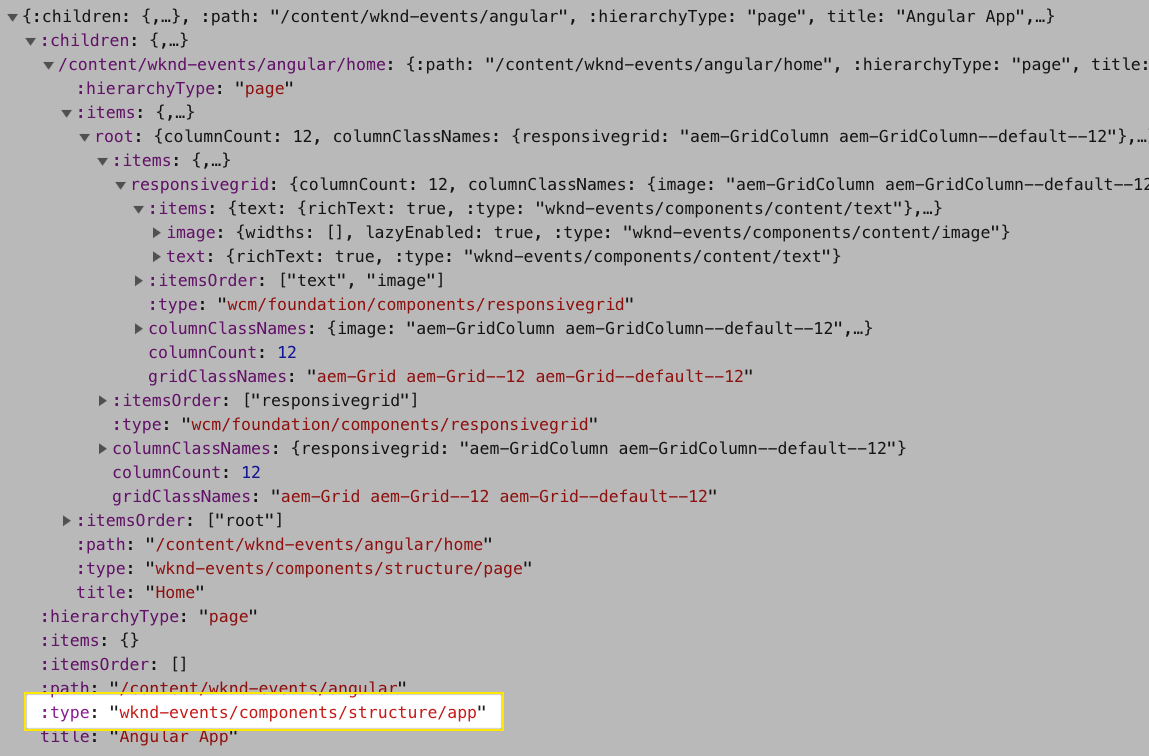 {:children: {,…}, :path: "/content/wknd-events/angular", :hierarchyType: "page", title: "Angular App",…}
:children: {,…}
/content/wknd-events/angular/home: {:path: "/content/wknd-events/angular/home", :hierarchyType: "page", title:
:hierarchyType: "page"
:items: {,…}
root: {columnCount: 12, columnClassNames: {responsivegrid: "aem-GridColumn aem-GridColumn--default--12"},…
:items: {,…}
responsivegrid: {columnCount: 12, columnClassNames: {image: "aem-GridColumn aem-GridColumn--default--12
:items: {text: {richText: true, :type: "wknd-events/components/content/text"},…}
image: {widths: [], lazyEnabled: true, :type: "wknd-events/components/content/image"}
text: {richText: true, :type: "wknd-events/components/content/text"}
:itemsOrder: ["text", "image"]
:type: "wcm/foundation/components/responsivegrid"
columnClassNames: {image: "aem-GridColumn aem-GridColumn--default--12",…}
columnCount: 12
gridClassNames: "aem-Grid aem-Grid--12 aem-Grid--default--12"
:itemsOrder: ["responsivegrid"]
:type: "wcm/foundation/components/responsivegrid"
columnClassNames: {responsivegrid: "aem-GridColumn aem-GridColumn--default--12"}
columnCount: 12
gridClassNames: "aem-Grid aem-Grid--12 aem-Grid--default--12"
:itemsOrder: ["root"]
:path: "/content/wknd-events/angular/home"
:type: "wknd-events/components/structure/page"
title: "Home"
:hierarchyType: "page"
:items: {}
:itemsOrder: []
:path: "/content/wknd-events/angular"
:type: "wknd-events/components/structure/app"
title: "Angular App"